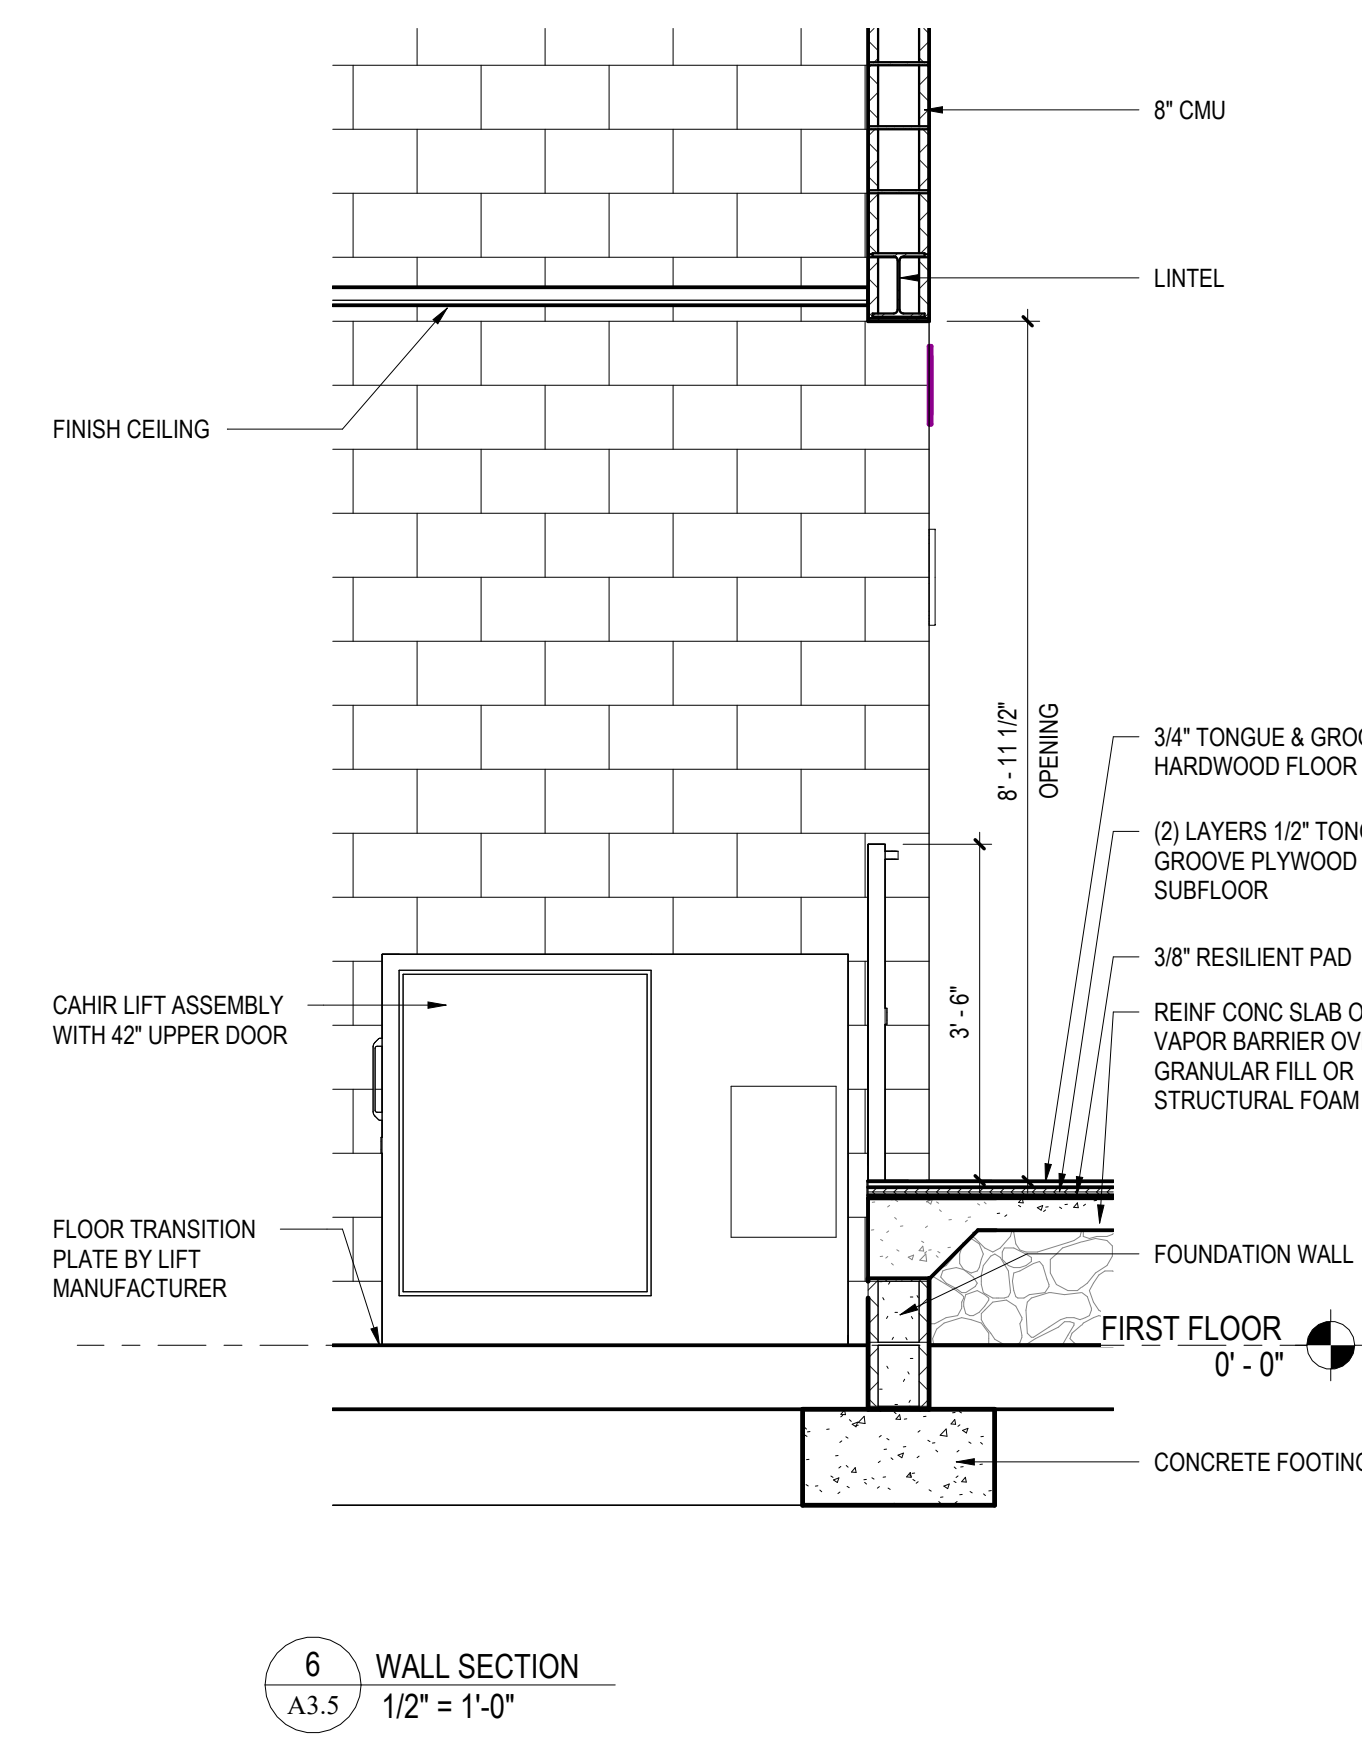 8" CMU
LINTEL
FINISH CEILING
8' - 11 1/2"
OPENING
3/4" TONGUE & GROO
HARDWOOD FLOOR
(2) LAYERS 1/2" TONG
GROOVE PLYWOOD
SUBFLOOR
3/8" RESILIENT PAD
3' - 6"
CAHIR LIFT ASSEMBLY
WITH 42" UPPER DOOR
REINF CONC SLAB O
VAPOR BARRIER OV
GRANULAR FILL OR
STRUCTURAL FOAM
FLOOR TRANSITION
PLATE BY LIFT
MANUFACTURER
FOUNDATION WALL
FIRST FLOOR
0' - 0"
CONCRETE FOOTING
6
A3.5
WALL SECTION
1/2" = 1'-0"